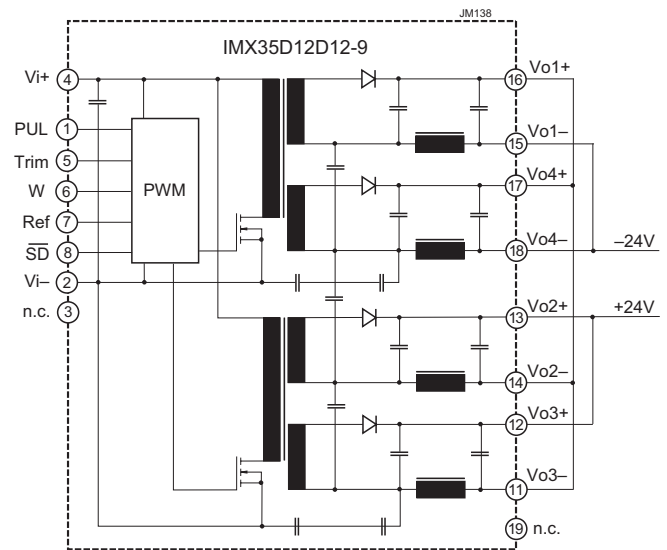 JM138
IMX35D12D12-9
Vi+ 4
PUL 1
Trim 5
W 6
Ref 7
SD 8
Vi– 2
n.c. 3
PWM
16 Vo1+
15 Vo1–
17 Vo4+
18 Vo4–
–24V
13 Vo2+
+24V
14 Vo2–
12 Vo3+
11 Vo3–
19 n.c.